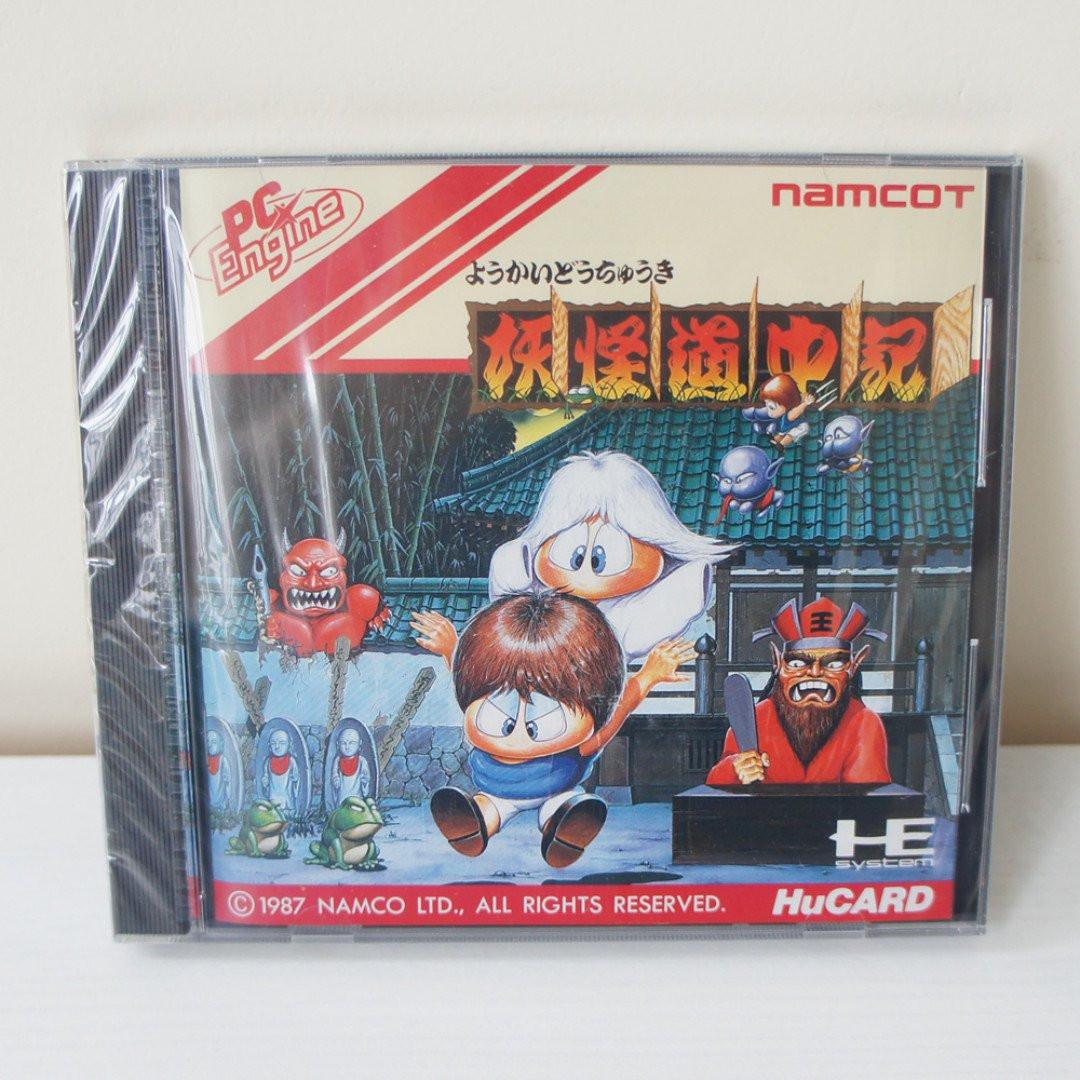 PC Engine
namcoT
ようかいどうちゅうき
妖怪道中記
王
HE
system
© 1987 NAMCO LTD., ALL RIGHTS RESERVED.
HuCARD